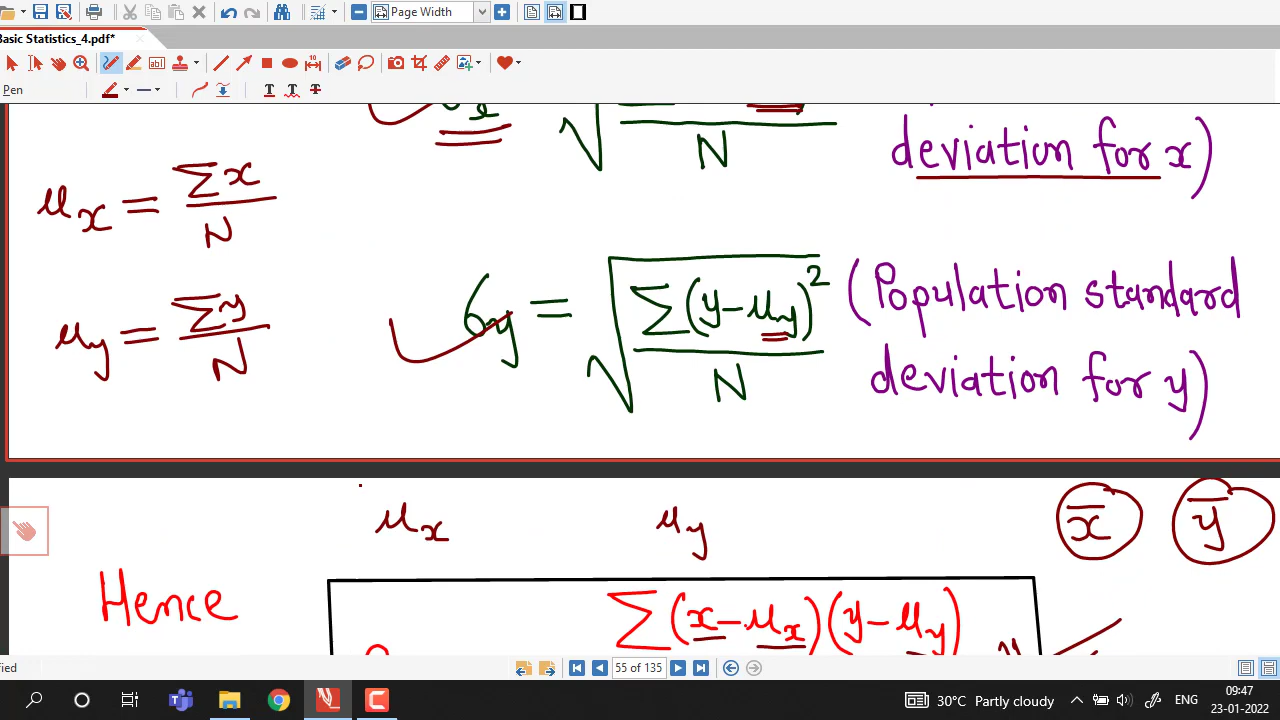 Page Width
Basic Statistics_4.pdf*
Pen
N
deviation for x)
μx = Σx / N
σy = √(Σ(y-μy)² / N) (Population standard
deviation for y)
μy = Σy / N
μx μy x̄ ȳ
Hence
Σ(x-μx)(y-μy)
55 of 135
30°C Partly cloudy
ENG
09:47
23-01-2022